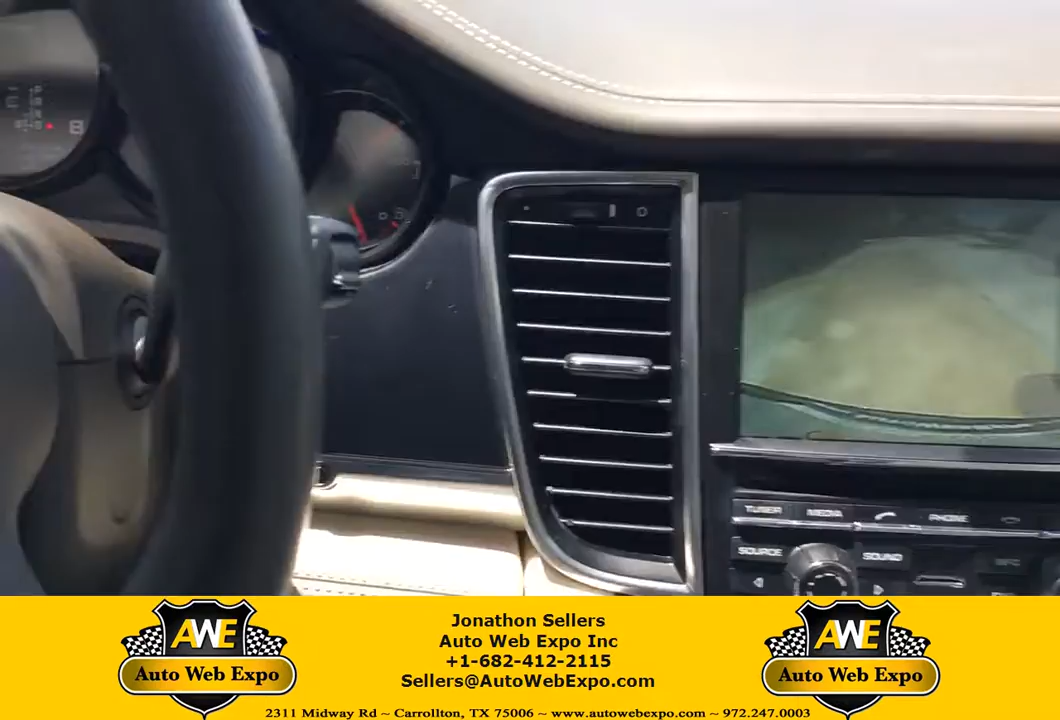 TUNER MEDIA PHONE
SOURCE SOUND
AWE
Auto Web Expo
Jonathon Sellers
Auto Web Expo Inc
+1-682-412-2115
Sellers@AutoWebExpo.com
AWE
Auto Web Expo
2311 Midway Rd ~ Carrollton, TX 75006 ~ www.autowebexpo.com ~ 972.247.0003